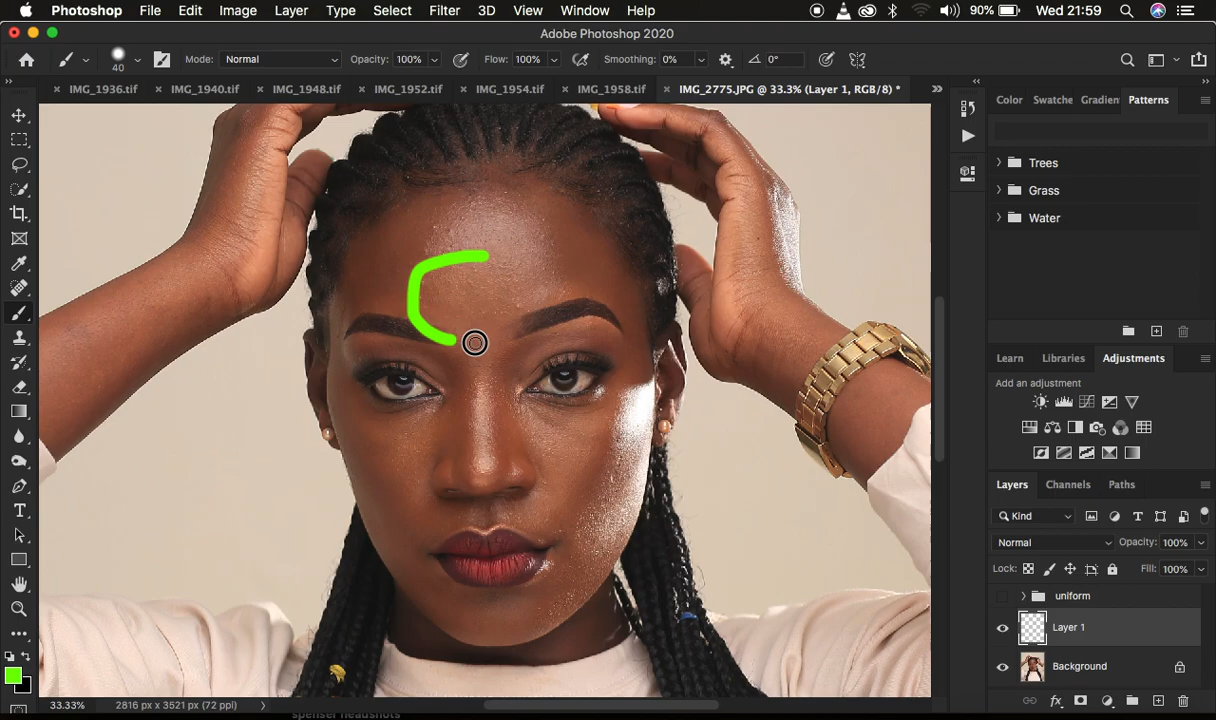 Photoshop File Edit Image Layer Type Select Filter 3D View Window Help 90% Wed 21:59
Adobe Photoshop 2020
40 Mode: Normal Opacity: 100% Flow: 100% Smoothing: 0% 0°
IMG_1936.tif IMG_1940.tif IMG_1948.tif IMG_1952.tif IMG_1954.tif IMG_1958.tif IMG_2775.JPG @ 33.3% (Layer 1, RGB/8) *
Color Swatche Gradien Patterns
Trees
Grass
Water
Learn Libraries Adjustments
Add an adjustment
Layers Channels Paths
Kind
Normal Opacity: 100%
Lock: Fill: 100%
uniform
Layer 1
Background
33.33% 2816 px x 3521 px (72 ppi)
spenser headshots